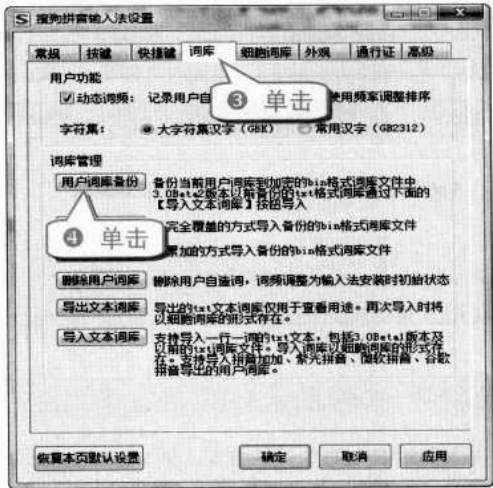 搜狗拼音输入法设置
常规 按键 快捷键 词库 细胞词库 外观 通行证 高级
用户功能
动态词频: 记录用户自 使用频率调整排序
❸ 单击
字符集: 大字符集汉字（GBK） 常用汉字（GB2312）
词库管理
用户词库备份 备份当前用户词库到加密的bin格式词库文件中
3.0Beta2版本以前备份的txt格式词库通过下面的
【导入文本词库】按钮导入
❹ 单击
完全覆盖的方式导入备份的bin格式词库文件
累加的方式导入备份的bin格式词库文件
删除用户词库 删除用户自造词，词频调整为输入法安装时初始状态
导出文本词库 导出的txt文本词库仅用于查看用途。再次导入时将
以细胞词库的形式存在。
导入文本词库 支持导入一行一词的txt文本，包括3.0Beta1版本及
以前的txt词库文件。导入词库以细胞词库的形式存
在。支持导入拼音加加、紫光拼音、微软拼音、谷歌
拼音导出的用户词库。
恢复本页默认设置 确定 取消 应用